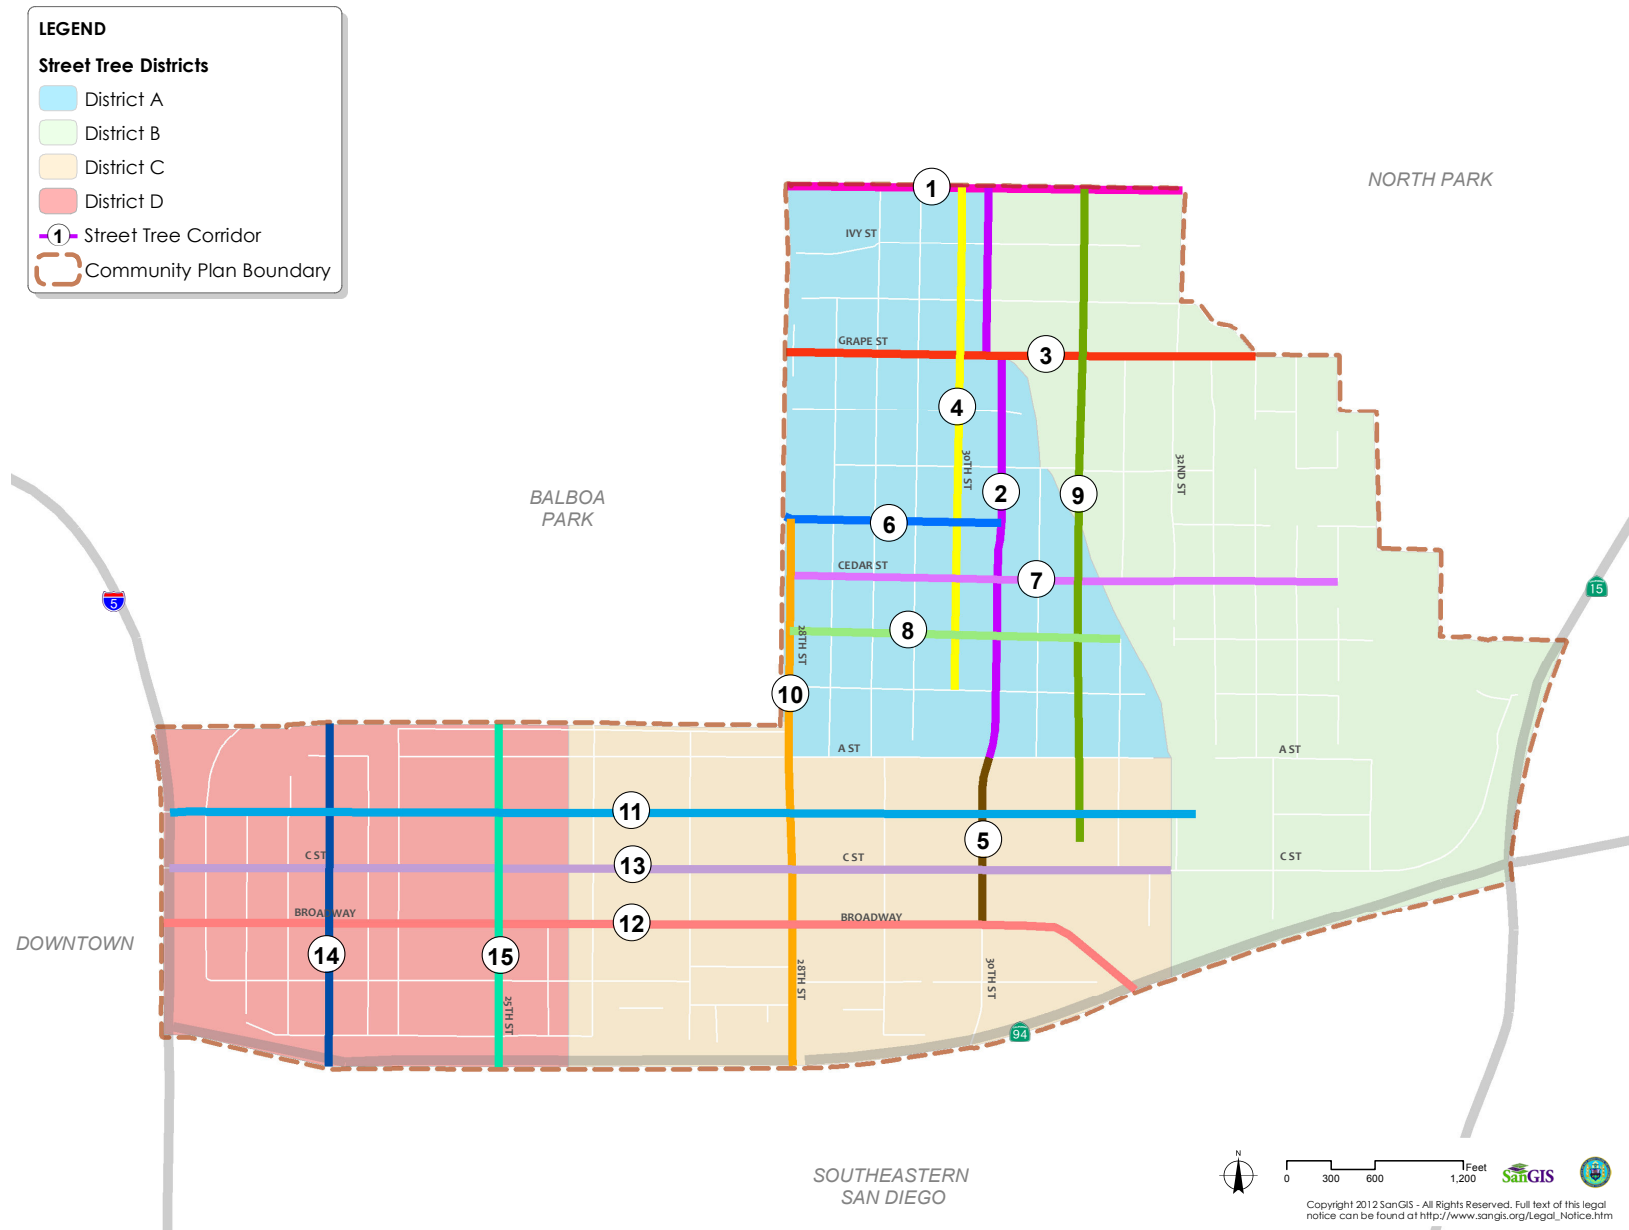 LEGEND
Street Tree Districts
District A
District B
District C
District D
1 Street Tree Corridor
Community Plan Boundary
NORTH PARK
1
IVY ST
GRAPE ST
3
4
30TH ST
32ND ST
2
9
BALBOA
PARK
6
CEDAR ST
7
5
15
8
28TH ST
10
A ST
A ST
11
5
C ST
13
C ST
C ST
BROADWAY
12
BROADWAY
DOWNTOWN
14
15
28TH ST
30TH ST
25TH ST
94
SOUTHEASTERN
SAN DIEGO
N
Feet
0 300 600 1,200
SanGIS
Copyright 2012 SanGIS - All Rights Reserved. Full text of this legal
notice can be found at http://www.sangis.org/Legal_Notice.htm